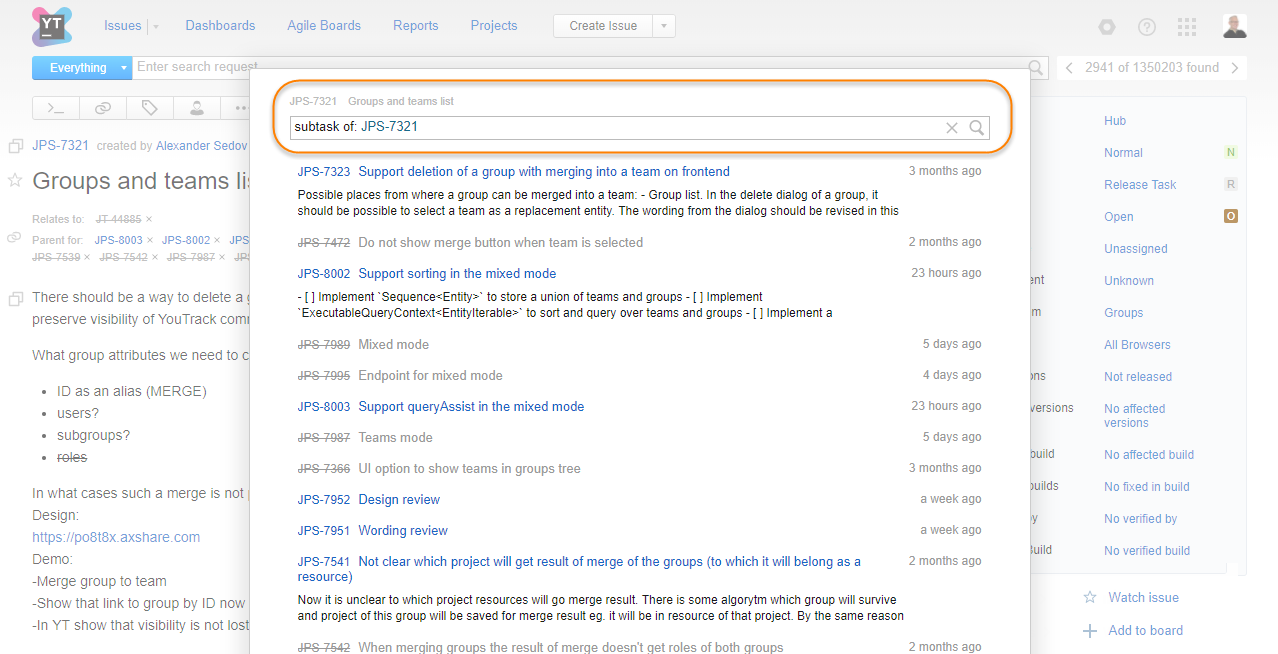 YT
Issues
Dashboards
Agile Boards
Reports
Projects
Create Issue
Everything
Enter search request
2941 of 1350203 found
>_
JPS-7321 created by Alexander Sedov
Groups and teams
Relates to: JT-44885 ×
Parent for: JPS-8003 × JPS-8002 × JPS
JPS-7539 × JPS-7542 × JPS-7987 ×
There should be a way to delete a
preserve visibility of YouTrack
What group attributes we need to
ID as an alias (MERGE)
users?
subgroups?
roles
In what cases such a merge is not
Design:
https://po8t8x.axshare.com
Demo:
-Merge group to team
-Show that link to group by ID now
-In YT show that visibility is not lost
JPS-7321 Groups and teams list
subtask of: JPS-7321
JPS-7323 Support deletion of a group with merging into a team on frontend 3 months ago
Possible places from where a group can be merged into a team: - Group list. In the delete dialog of a group, it
should be possible to select a team as a replacement entity. The wording from the dialog should be revised in this
JPS-7472 Do not show merge button when team is selected 2 months ago
JPS-8002 Support sorting in the mixed mode 23 hours ago
- [ ] Implement `Sequence<Entity>` to store a union of teams and groups - [ ] Implement
`ExecutableQueryContext<EntityIterable>` to sort and query over teams and groups - [ ] Implement a
JPS-7989 Mixed mode 5 days ago
JPS-7995 Endpoint for mixed mode 4 days ago
JPS-8003 Support queryAssist in the mixed mode 23 hours ago
JPS-7987 Teams mode 5 days ago
JPS-7366 UI option to show teams in groups tree 3 months ago
JPS-7952 Design review a week ago
JPS-7951 Wording review a week ago
JPS-7541 Not clear which project will get result of merge of the groups (to which it will belong as a 2 months ago
resource)
Now it is unclear to which project resources will go merge result. There is some algorytm which group will survive
and project of this group will be saved for merge result eg. it will be in resource of that project. By the same reason
JPS-7542 When merging groups the result of merge doesn't get roles of both groups 2 months ago
Hub
Normal N
Release Task R
Open O
Unassigned
Unknown
Groups
All Browsers
Not released
versions No affected
versions
No affected build
No fixed in build
No verified by
No verified build
Watch issue
Add to board